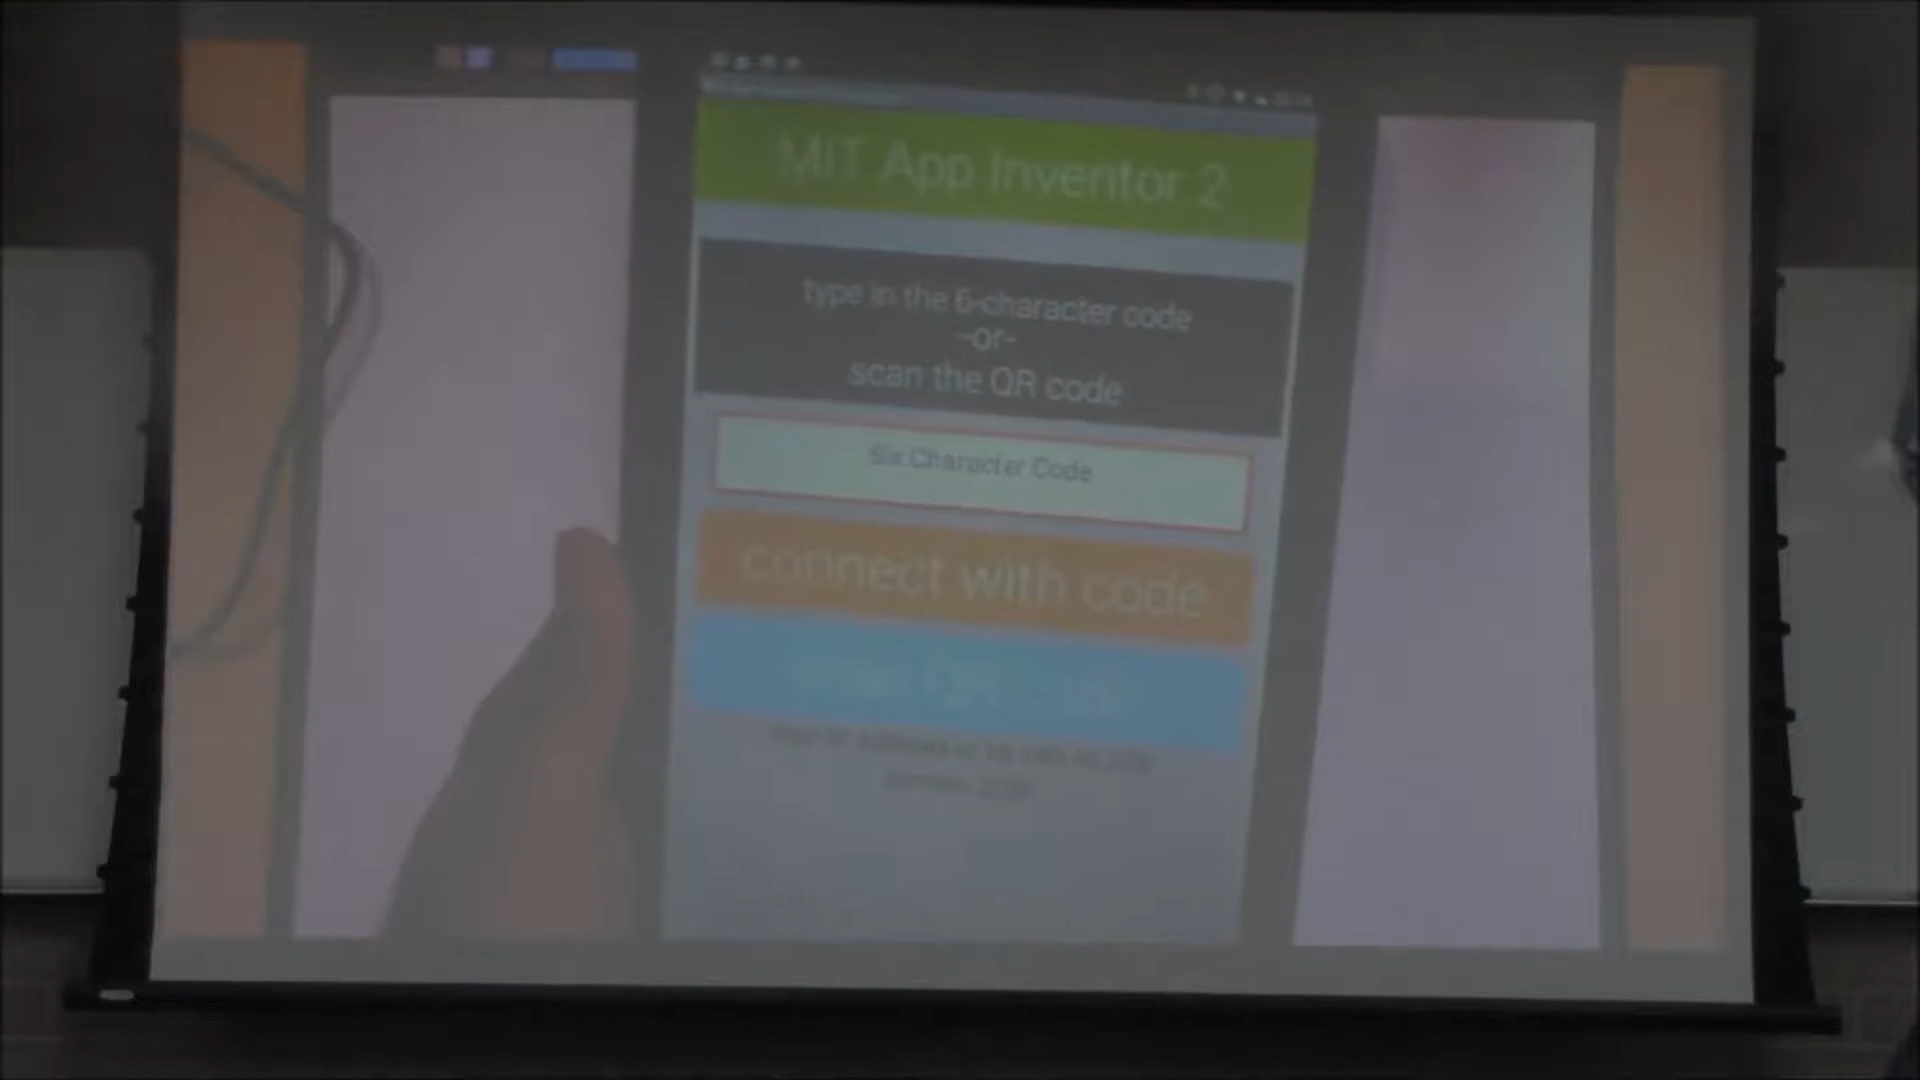 MIT App Inventor 2
type in the 6-character code
-or-
scan the QR code
Six Character Code
connect with code